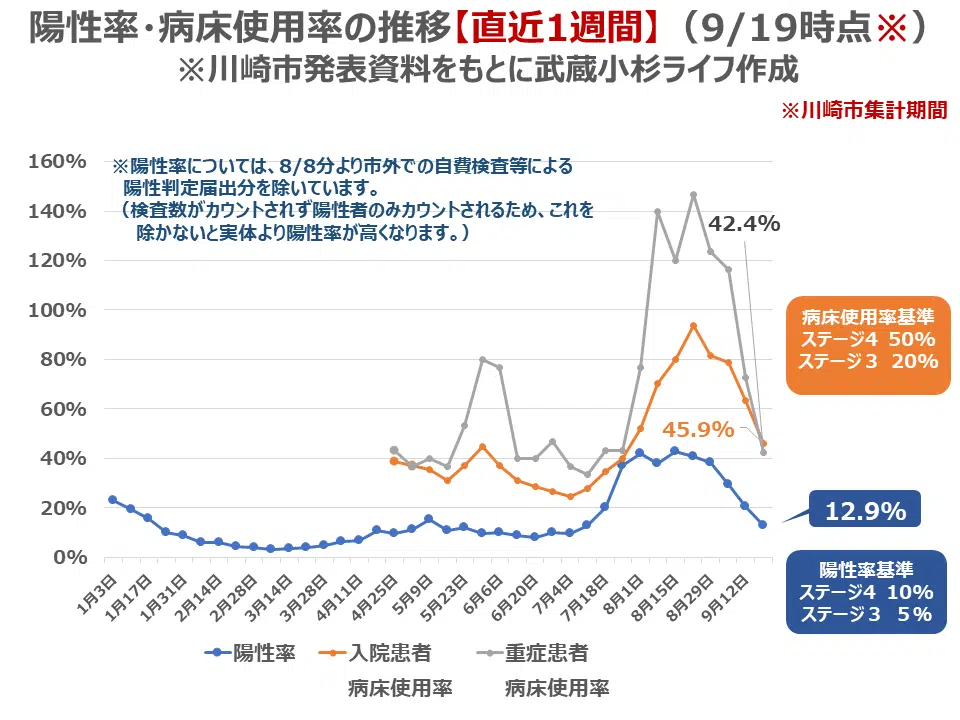 陽性率・病床使用率の推移【直近1週間】（9/19時点※）
※川崎市発表資料をもとに武蔵小杉ライフ作成
※川崎市集計期間
※陽性率については、8/8分より市外での自費検査等による
陽性判定届出分を除いています。
（検査数がカウントされず陽性者のみカウントされるため、これを
除かないと実体より陽性率が高くなります。）
160%
140%
120%
100%
80%
60%
40%
20%
0%
42.4%
45.9%
12.9%
病床使用率基準
ステージ4 50%
ステージ3 20%
陽性率基準
ステージ4 10%
ステージ3 5%
1月3日
1月17日
1月31日
2月14日
2月28日
3月14日
3月28日
4月11日
4月25日
5月9日
5月23日
6月6日
6月20日
7月4日
7月18日
8月1日
8月15日
8月29日
9月12日
陽性率 入院患者 重症患者
病床使用率 病床使用率